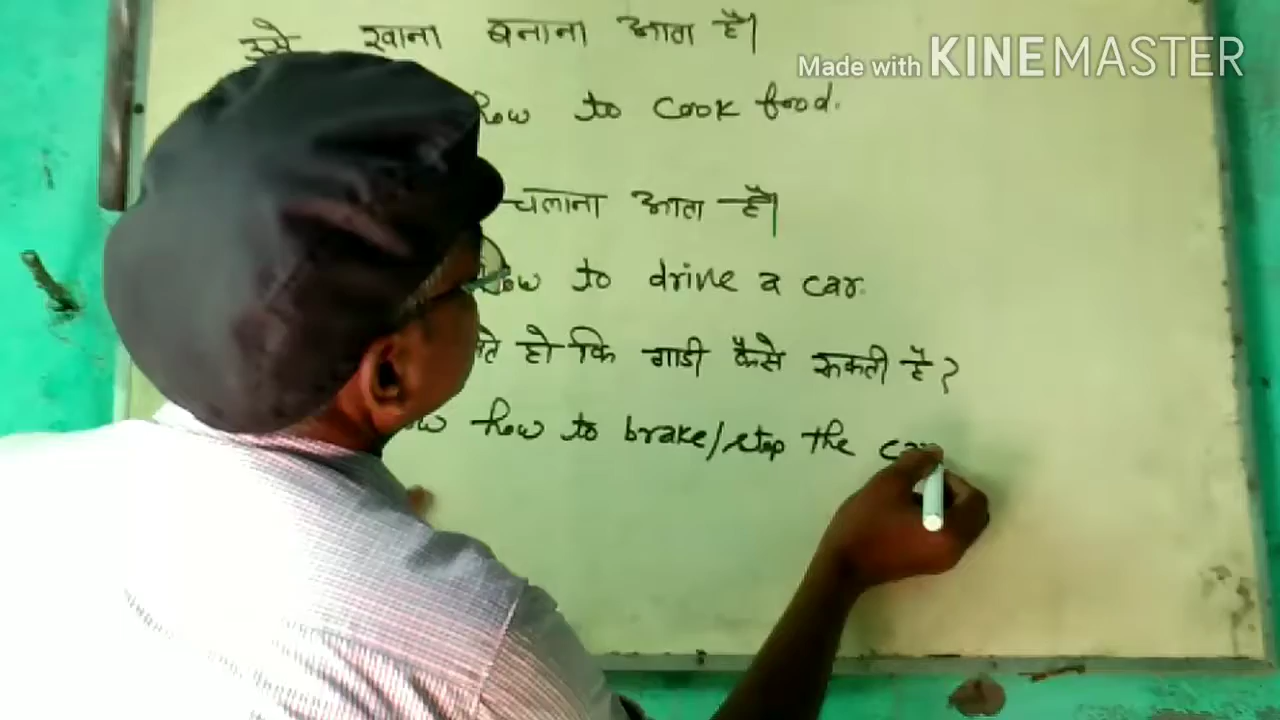 उसे खाना बनाना आता है।
Made with KINEMASTER
how to cook food.
चलाना आता है।
how to drive a car.
हो कि गाडी कैसे रूकती है?
how to brake/stop the car